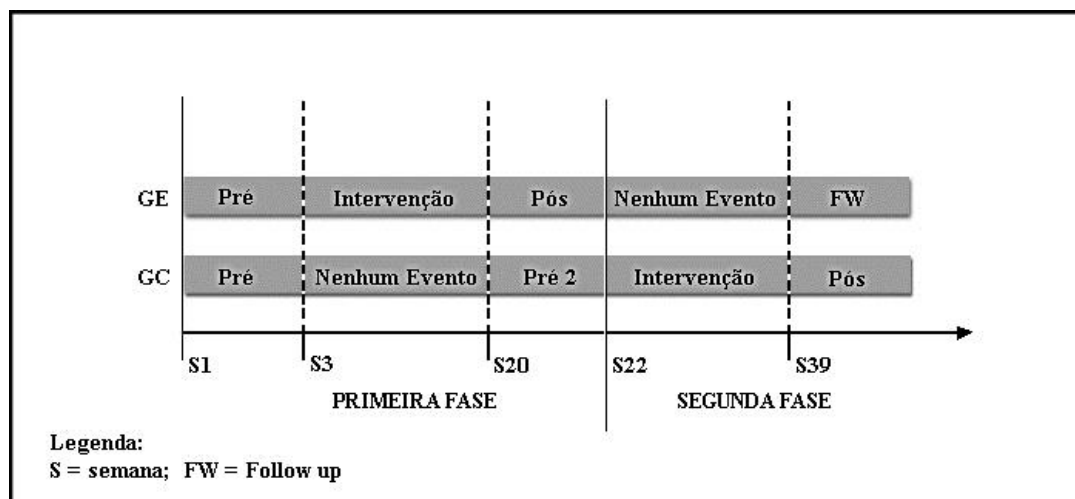 GE Pré Intervenção Pós Nenhum Evento FW
GC Pré Nenhum Evento Pré 2 Intervenção Pós
S1 S3 S20 S22 S39
PRIMEIRA FASE SEGUNDA FASE
Legenda:
S = semana; FW = Follow up